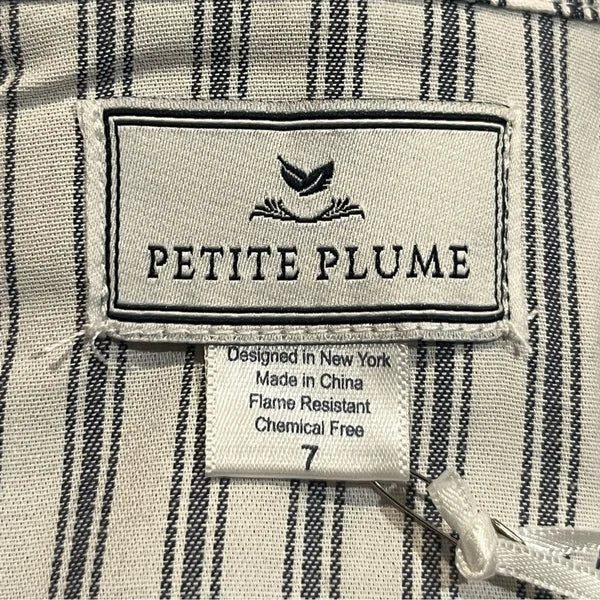 PETITE PLUME
Designed in New York
Made in China
Flame Resistant
Chemical Free
7